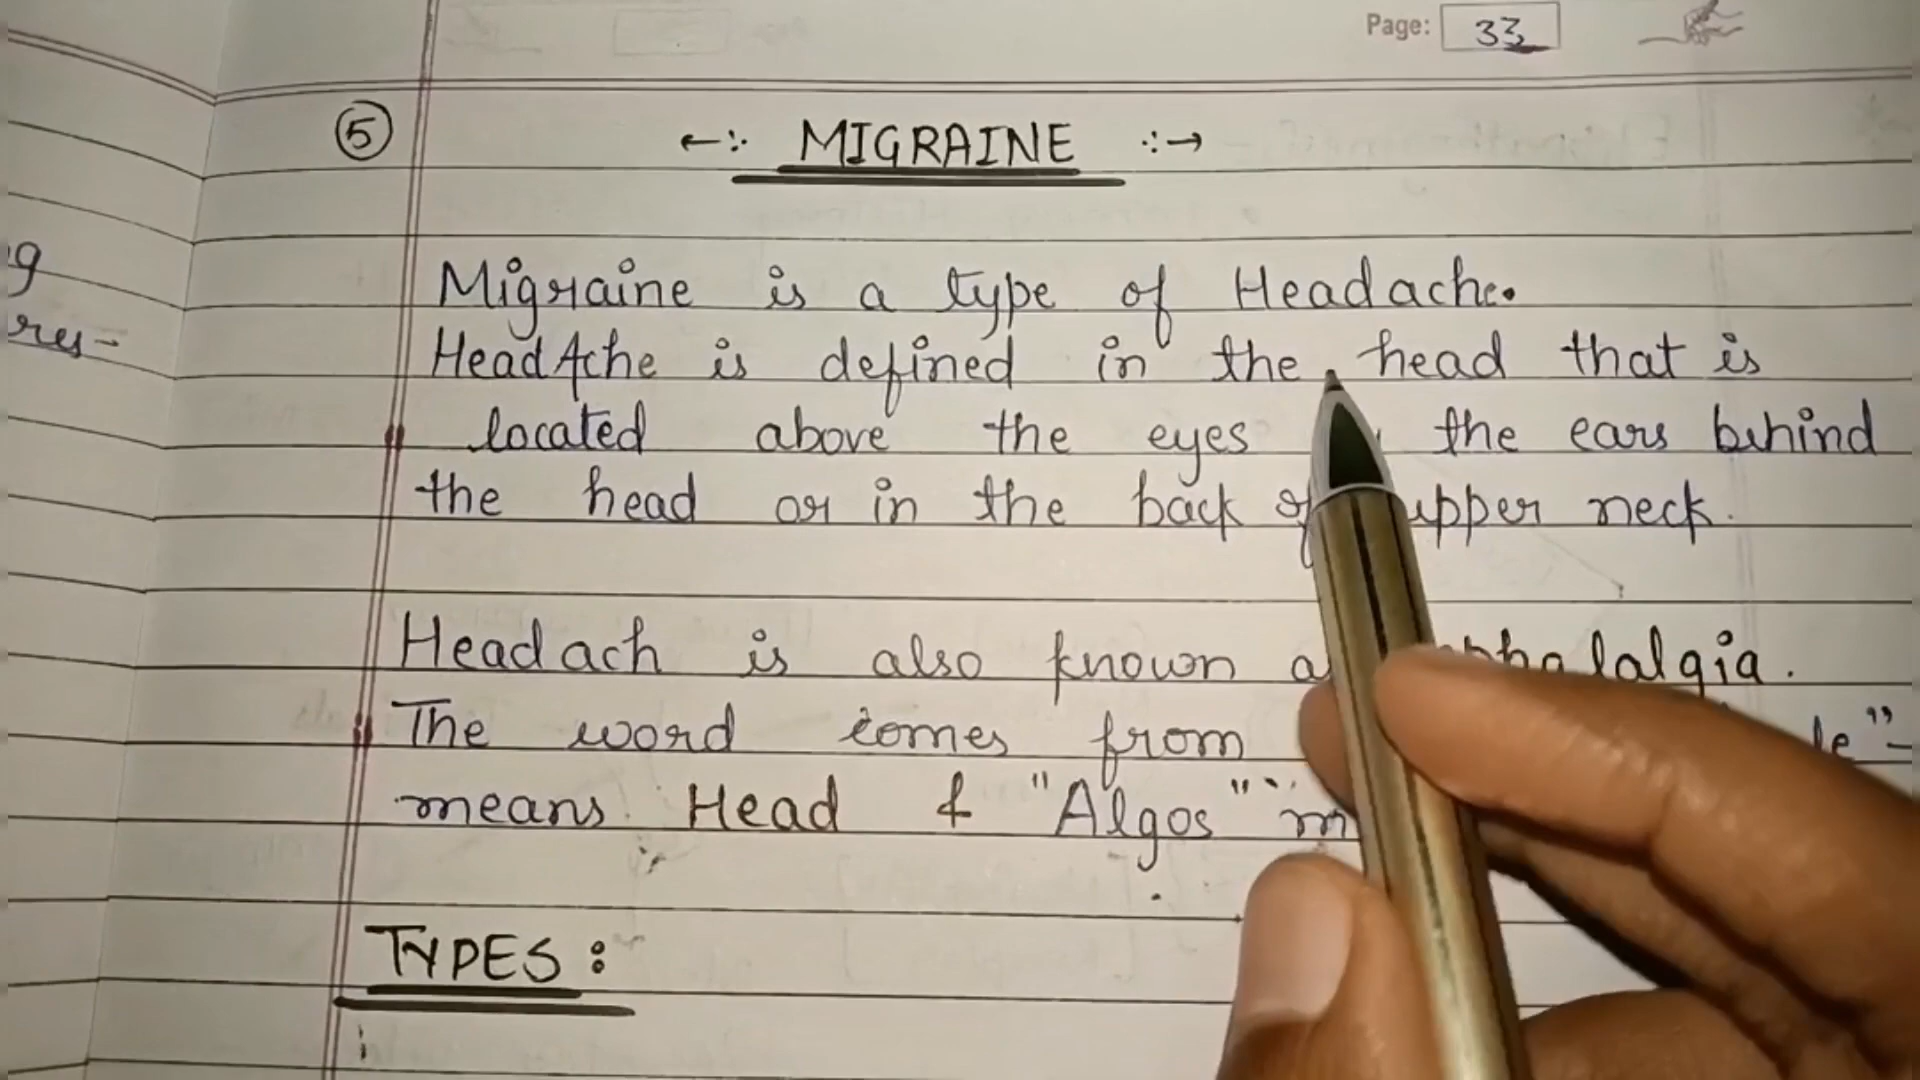 Page: 33
5 MIGRAINE
Migraine is a type of Headache.
HeadAche is defined in the head that is
located above the eyes the ears behind
the head or in the back of upper neck.
Headach is also known
The word comes from
means Head & "Algos"
TYPES:
g
res-